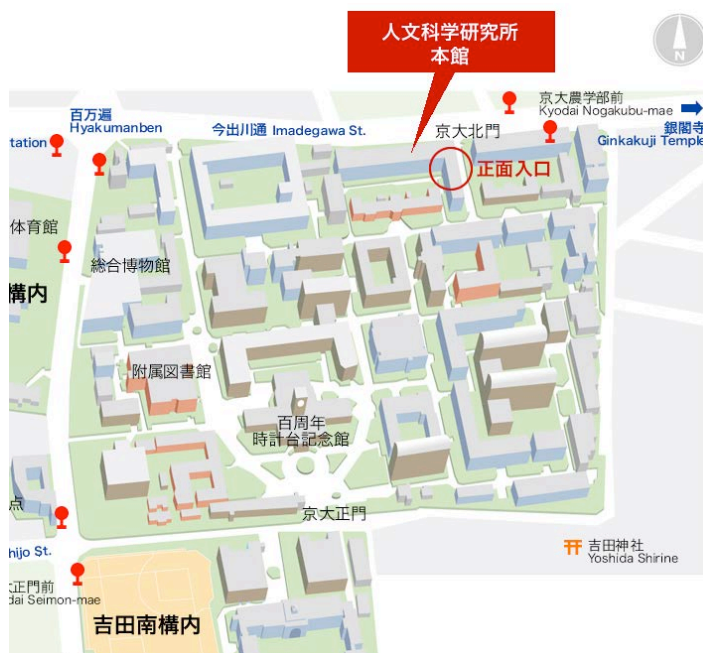 人文科学研究所
本館
N
百万遍
Hyakumanben
今出川通 Imadegawa St.
京大農学部前
Kyodai Nogakubu-mae
京大北門
銀閣寺
Ginkakuji Temple
tation
正面入口
体育館
総合博物館
構内
附属図書館
百周年
時計台記念館
京大正門
点
hijo St.
吉田神社
Yoshida Shrine
正門前
dai Seimon-mae
吉田南構内